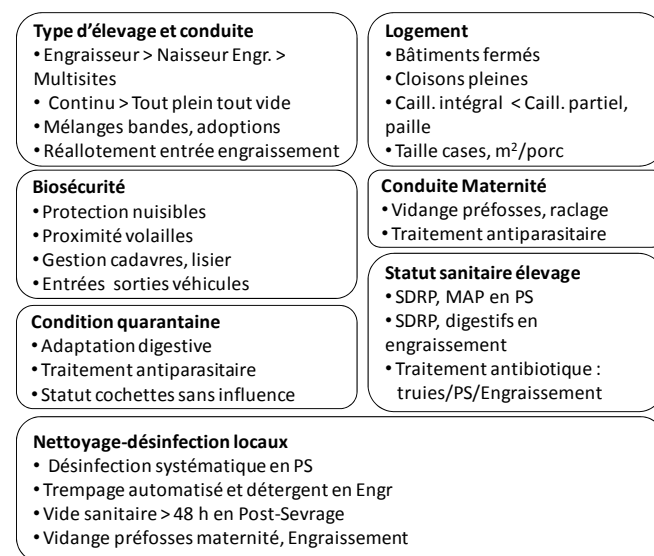 Type d'élevage et conduite
• Engraisseur > Naisseur Engr. >
Multisites
• Continu > Tout plein tout vide
• Mélanges bandes, adoptions
• Réallotement entrée engraissement
Logement
• Bâtiments fermés
• Cloisons pleines
• Caill. intégral < Caill. partiel,
paille
• Taille cases, m²/porc
Biosécurité
• Protection nuisibles
• Proximité volailles
• Gestion cadavres, lisier
• Entrées sorties véhicules
Conduite Maternité
• Vidange préfosses, raclage
• Traitement antiparasitaire
Statut sanitaire élevage
• SDRP, MAP en PS
• SDRP, digestifs en
engraissement
• Traitement antibiotique :
truies/PS/Engraissement
Condition quarantaine
• Adaptation digestive
• Traitement antiparasitaire
• Statut cochettes sans influence
Nettoyage-désinfection locaux
• Désinfection systématique en PS
• Trempage automatisé et détergent en Engr
• Vide sanitaire > 48 h en Post-Sevrage
• Vidange préfosses maternité, Engraissement